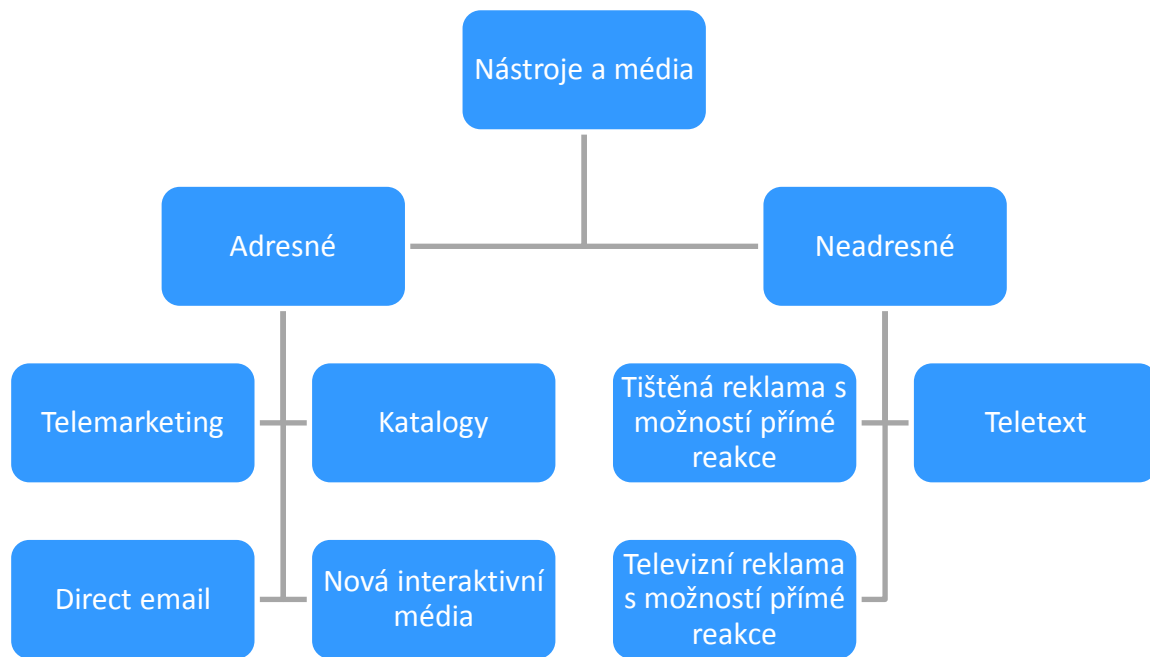 Nástroje a média
Adresné
Neadresné
Telemarketing
Katalogy
Tištěná reklama s
možností přímé
reakce
Teletext
Direct email
Nová interaktivní
média
Televizní reklama
s možností přímé
reakce